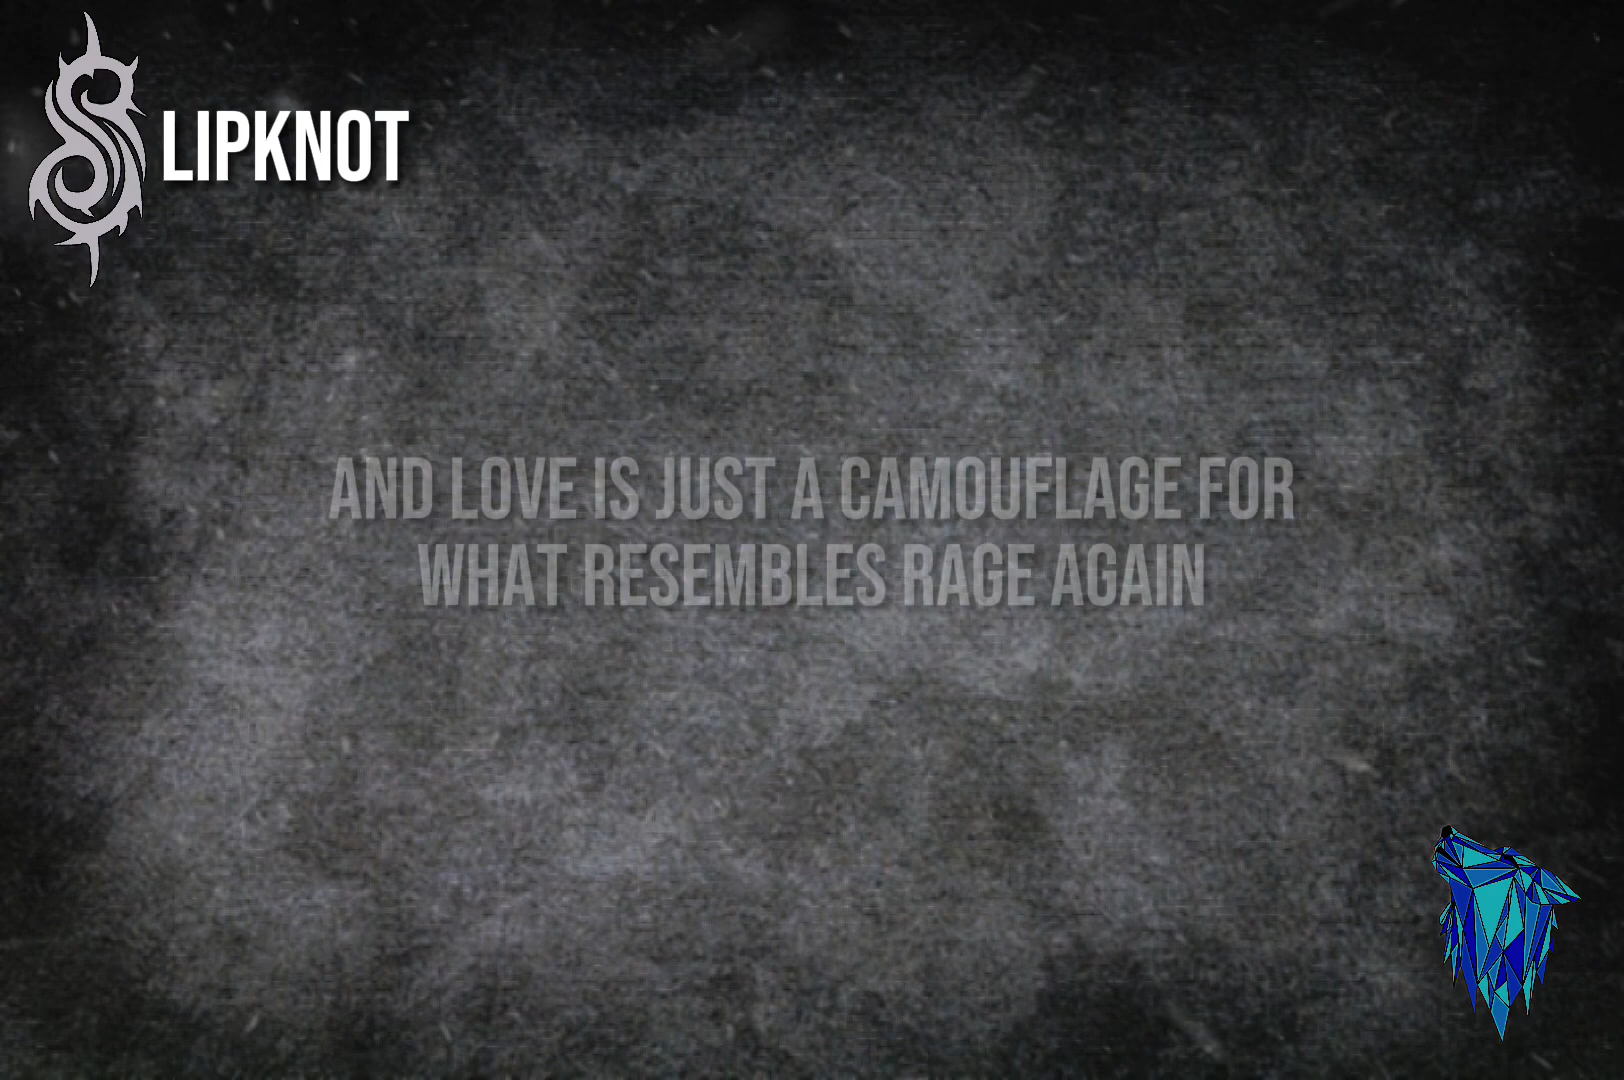 SLIPKNOT
AND LOVE IS JUST A CAMOUFLAGE FOR
WHAT RESEMBLES RAGE AGAIN